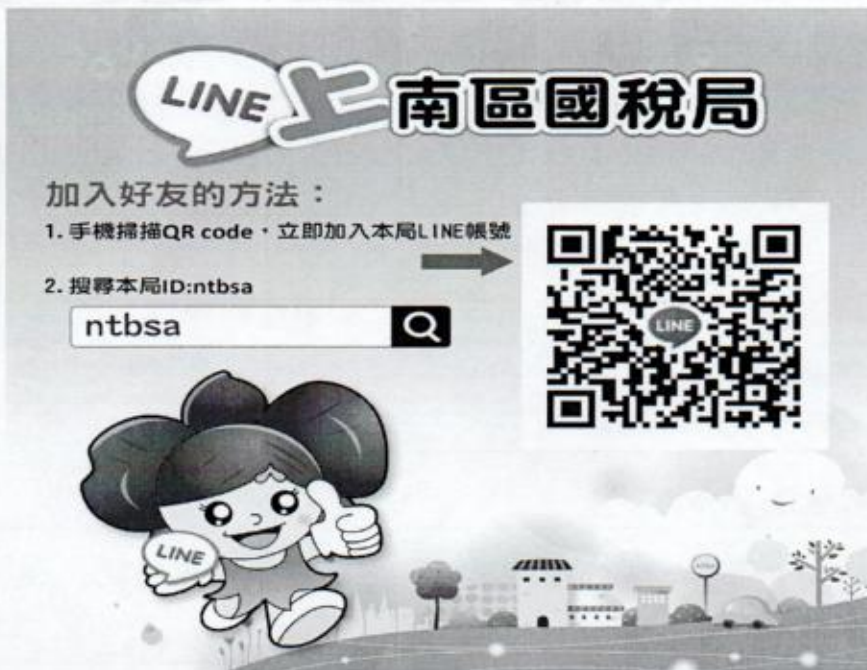 LINE上南區國稅局
加入好友的方法：
1. 手機掃描QR code，立即加入本局LINE帳號
2. 搜尋本局ID:ntbsa
ntbsa
LINE
LINE